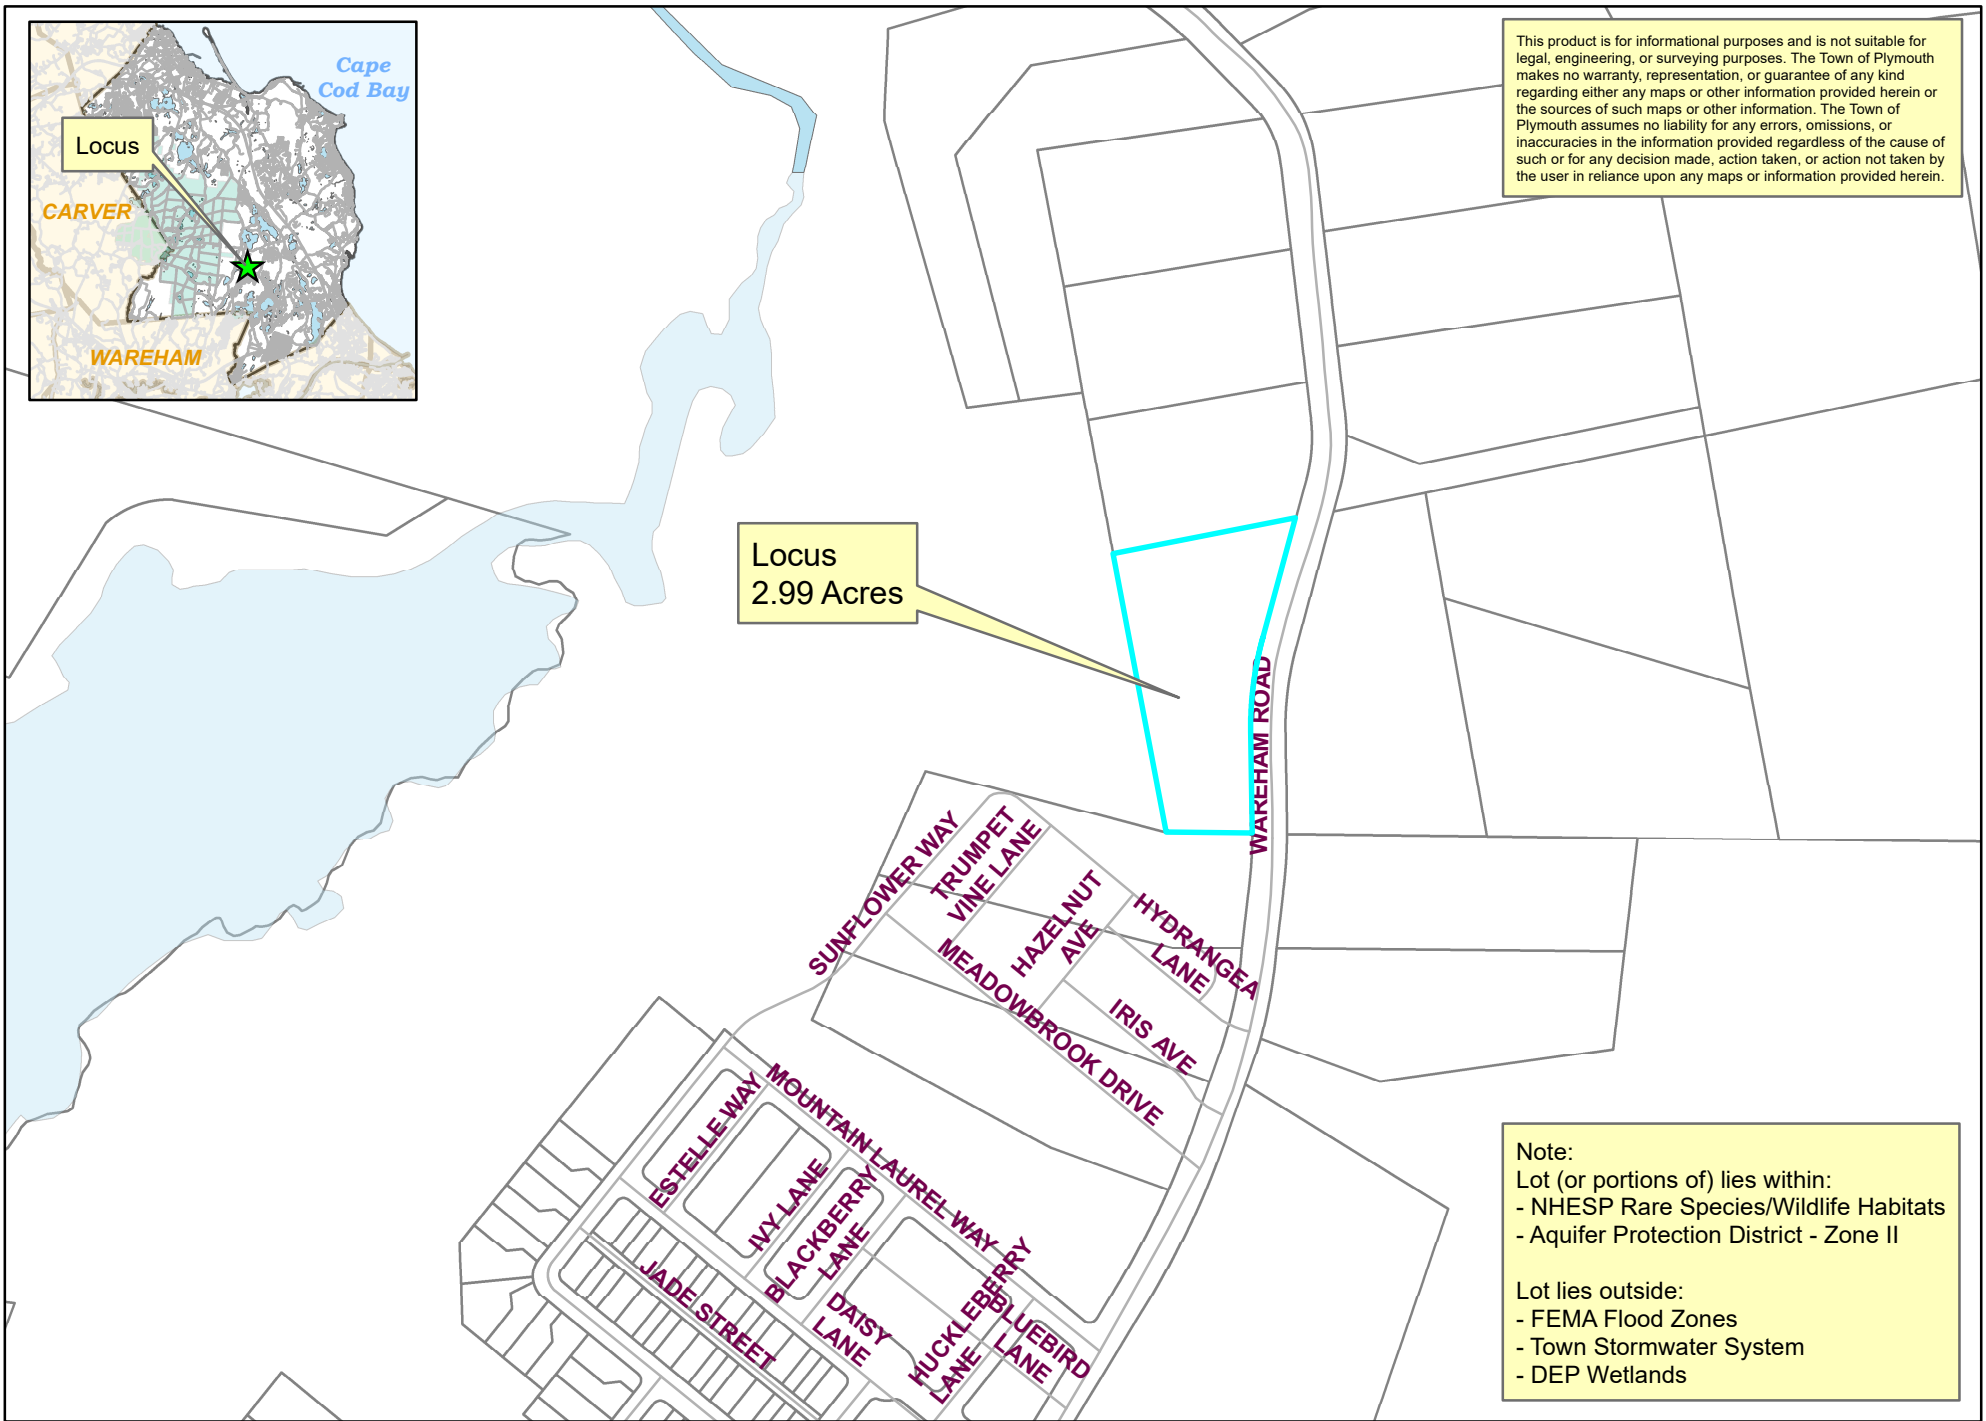 Cape
Cod Bay
Locus
CARVER
WAREHAM
This product is for informational purposes and is not suitable for
legal, engineering, or surveying purposes. The Town of Plymouth
makes no warranty, representation, or guarantee of any kind
regarding either any maps or other information provided herein or
the sources of such maps or other information. The Town of
Plymouth assumes no liability for any errors, omissions, or
inaccuracies in the information provided regardless of the cause of
such or for any decision made, action taken, or action not taken by
the user in reliance upon any maps or information provided herein.
Locus
2.99 Acres
WAREHAM ROAD
SUNFLOWER WAY
TRUMPET
VINE LANE
HAZELNUT
AVE
HYDRANGEA
LANE
MEADOWBROOK DRIVE
IRIS AVE
MOUNTAIN LAUREL WAY
ESTELLE WAY
IVY LANE
BLACKBERRY
LANE
JADE STREET
DAISY
LANE
HUCKLEBERRY
LANE
BLUEBIRD
LANE
Note:
Lot (or portions of) lies within:
- NHESP Rare Species/Wildlife Habitats
- Aquifer Protection District - Zone II
Lot lies outside:
- FEMA Flood Zones
- Town Stormwater System
- DEP Wetlands